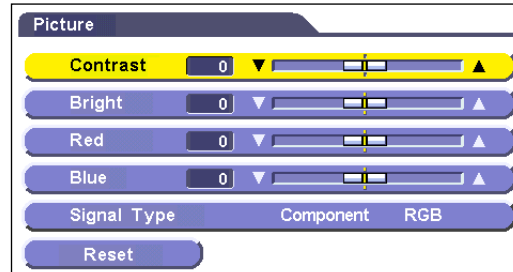 Picture
Contrast 0
Bright 0
Red 0
Blue 0
Signal Type Component RGB
Reset